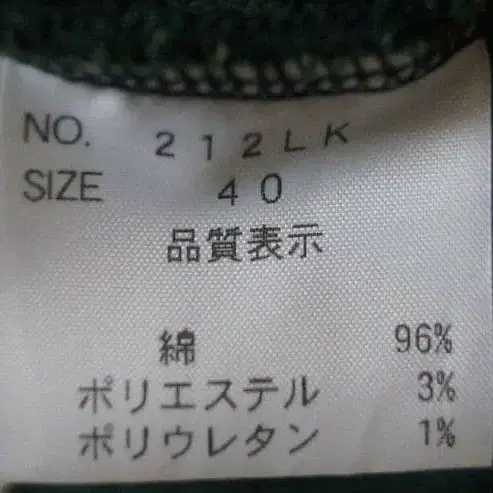 NO. 212LK
SIZE 40
品質表示
綿 96%
ポリエステル 3%
ポリウレタン 1%